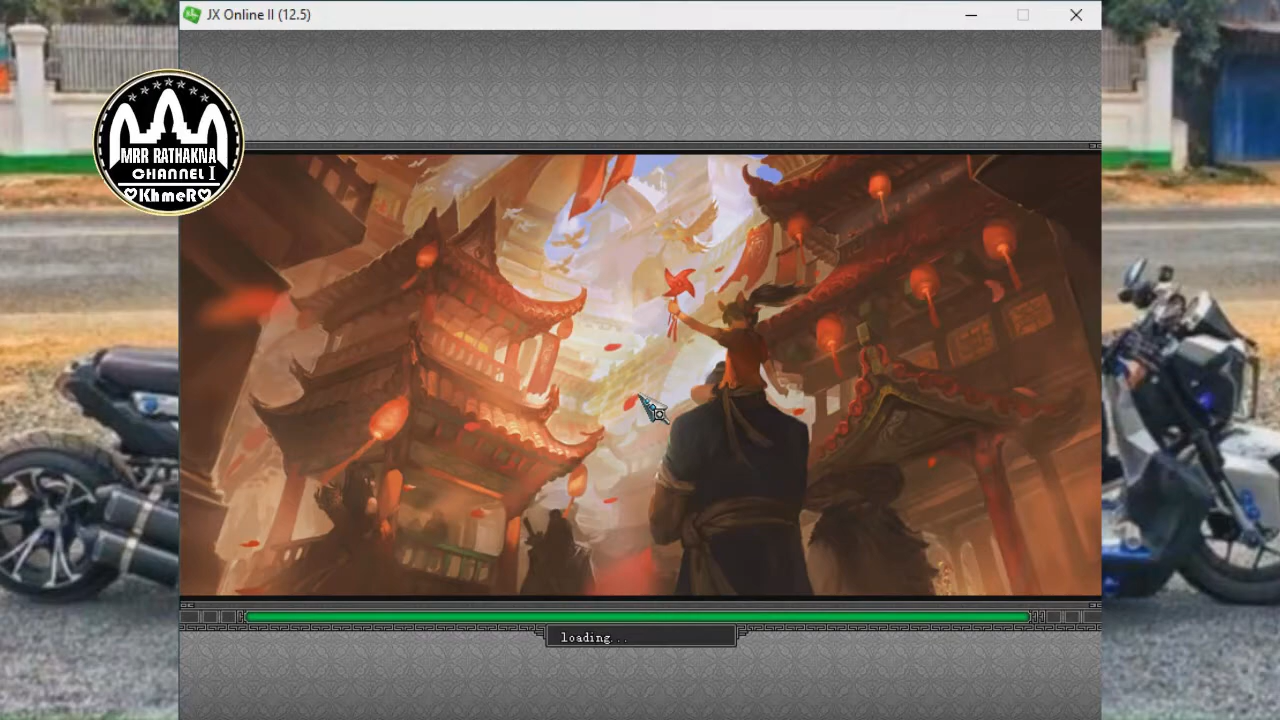 JX Online II (12.5)
MRR RATHAKNA
CHANNEL I
♡KhmeR♡
loading...